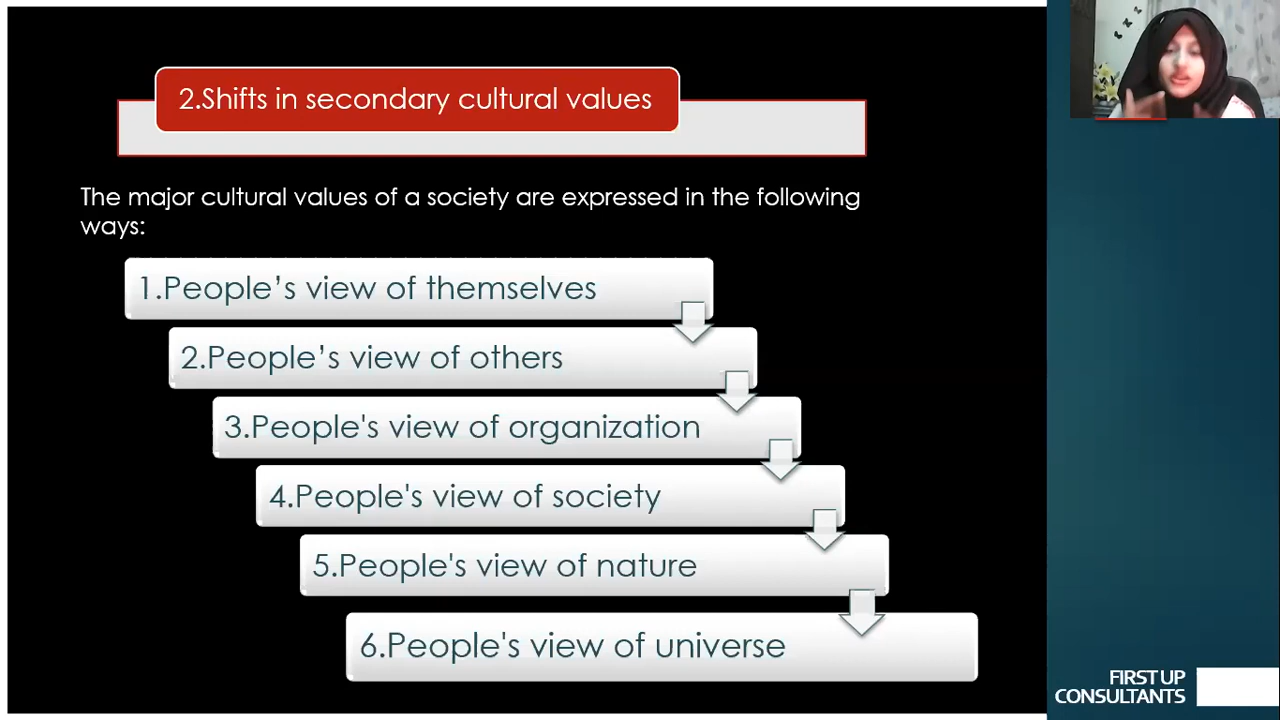 2.Shifts in secondary cultural values
The major cultural values of a society are expressed in the following
ways:
1.People’s view of themselves
2.People’s view of others
3.People's view of organization
4.People's view of society
5.People's view of nature
6.People's view of universe
FIRST UP
CONSULTANTS